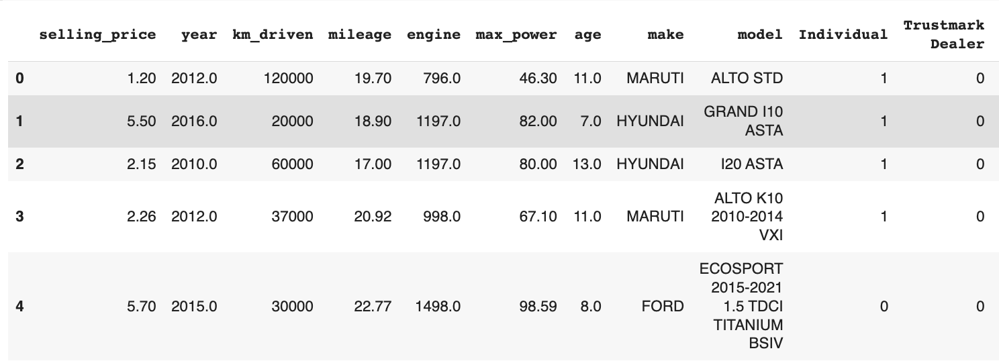 selling_price year km_driven mileage engine max_power age make model Individual Trustmark Dealer
0 1.20 2012.0 120000 19.70 796.0 46.30 11.0 MARUTI ALTO STD 1 0
1 5.50 2016.0 20000 18.90 1197.0 82.00 7.0 HYUNDAI GRAND I10 ASTA 1 0
2 2.15 2010.0 60000 17.00 1197.0 80.00 13.0 HYUNDAI I20 ASTA 1 0
3 2.26 2012.0 37000 20.92 998.0 67.10 11.0 MARUTI ALTO K10 2010-2014 VXI 1 0
4 5.70 2015.0 30000 22.77 1498.0 98.59 8.0 FORD ECOSPORT 2015-2021 1.5 TDCI TITANIUM BSIV 0 0